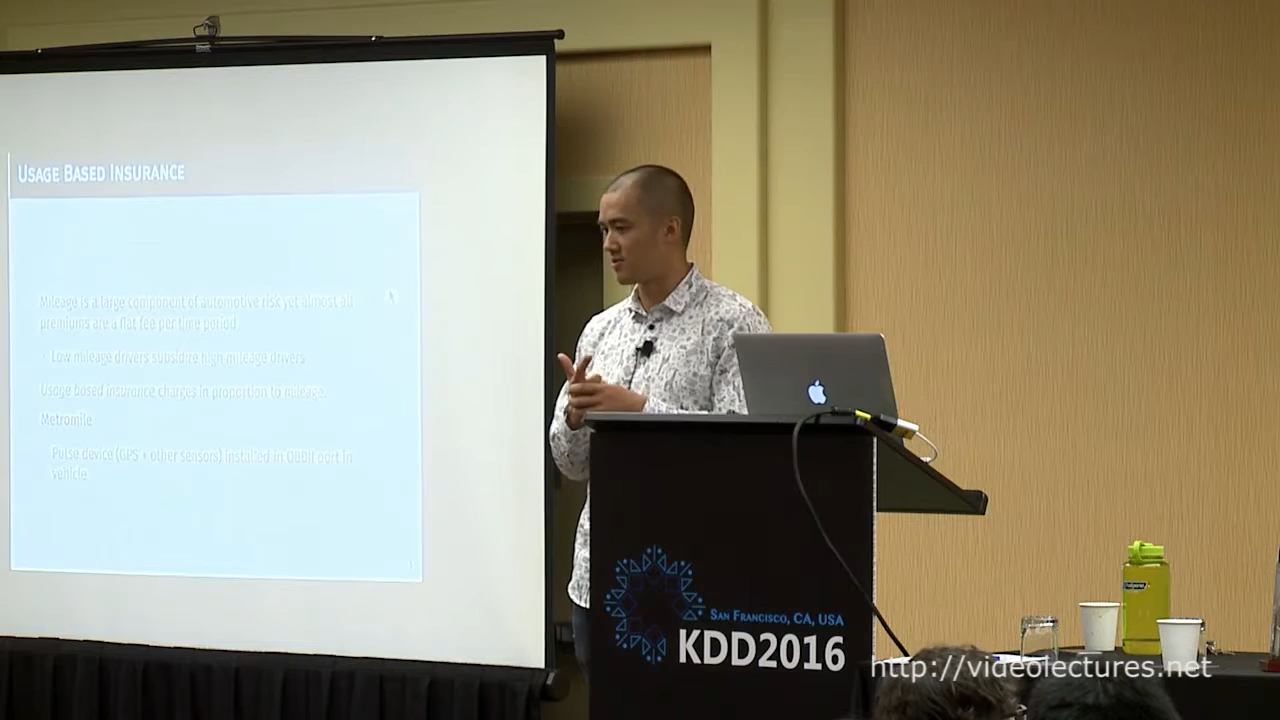 USAGE BASED INSURANCE
Mileage is a large component of automotive risk yet almost all
premiums are a flat fee per time period
Low mileage drivers subsidize high mileage drivers
Usage based insurance charges in proportion to mileage.
Metromile
Pulse device (GPS + other sensors) installed in OBDII port in
vehicle
SAN FRANCISCO, CA, USA
KDD2016
nalgene
http://videolectures.net